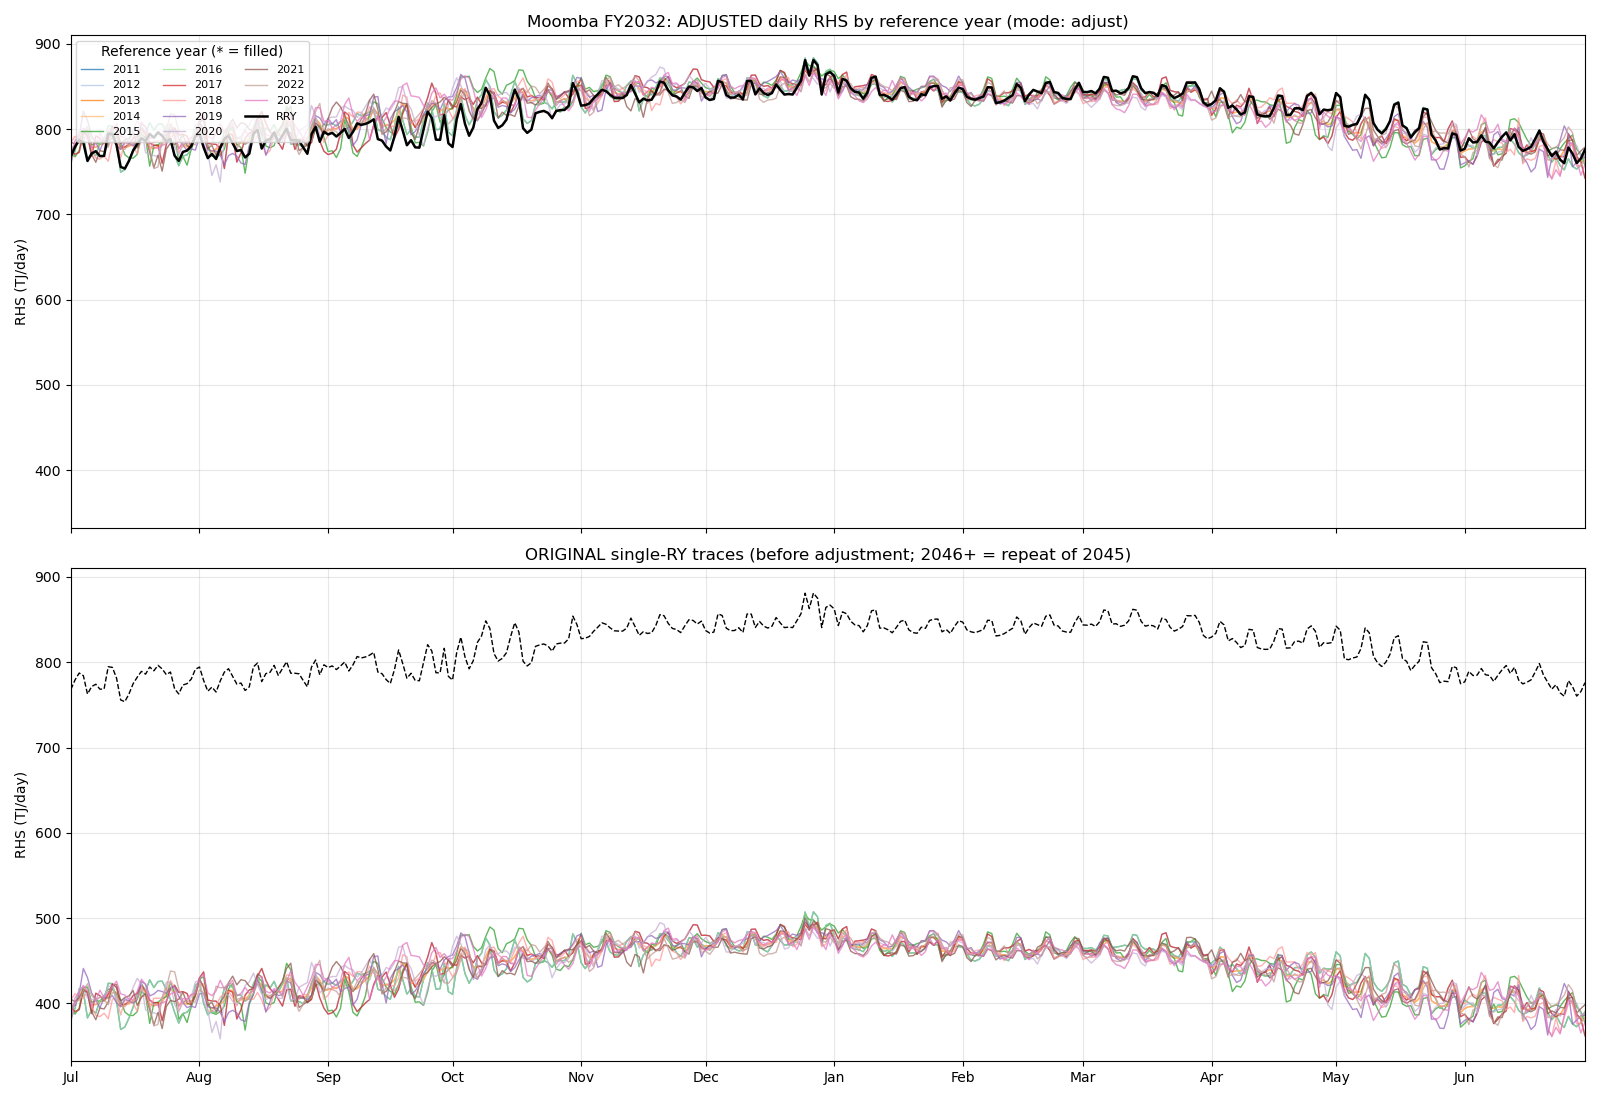 Moomba FY2032: ADJUSTED daily RHS by reference year (mode: adjust)
900
800
700
600
500
400
RHS (TJ/day)
Reference year (* = filled)
2011 2016 2021
2012 2017 2022
2013 2018 2023
2014 2019 RRY
2015 2020
ORIGINAL single-RY traces (before adjustment; 2046+ = repeat of 2045)
900
800
700
600
500
400
RHS (TJ/day)
Jul Aug Sep Oct Nov Dec Jan Feb Mar Apr May Jun